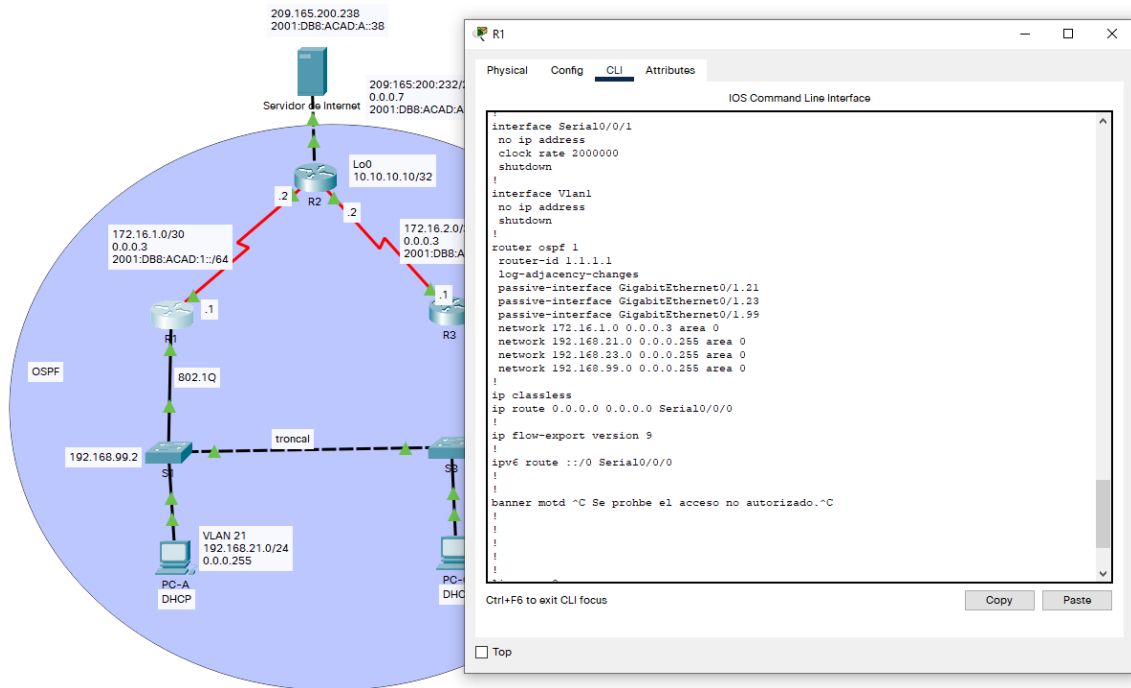 209.165.200.238
2001:DB8:ACAD:A::38
Servidor de Internet
209:165:200:232/
0.0.0.7
2001:DB8:ACAD:A
Lo0
10.10.10.10/32
R2
.2
.2
172.16.1.0/30
0.0.0.3
2001:DB8:ACAD:1::/64
172.16.2.0/
0.0.0.3
2001:DB8:A
.1
.1
R1
R3
OSPF
802.1Q
troncal
192.168.99.2
S1
S3
VLAN 21
192.168.21.0/24
0.0.0.255
PC-A
DHCP
PC-
DHC
R1
Physical Config CLI Attributes
IOS Command Line Interface
!
interface Serial0/0/1
no ip address
clock rate 2000000
shutdown
!
interface Vlan1
no ip address
shutdown
!
router ospf 1
router-id 1.1.1.1
log-adjacency-changes
passive-interface GigabitEthernet0/1.21
passive-interface GigabitEthernet0/1.23
passive-interface GigabitEthernet0/1.99
network 172.16.1.0 0.0.0.3 area 0
network 192.168.21.0 0.0.0.255 area 0
network 192.168.23.0 0.0.0.255 area 0
network 192.168.99.0 0.0.0.255 area 0
!
ip classless
ip route 0.0.0.0 0.0.0.0 Serial0/0/0
!
ip flow-export version 9
!
ipv6 route ::/0 Serial0/0/0
!
!
banner motd ^C Se prohbe el acceso no autorizado.^C
!
!
!
!
!
Ctrl+F6 to exit CLI focus
Copy
Paste
Top